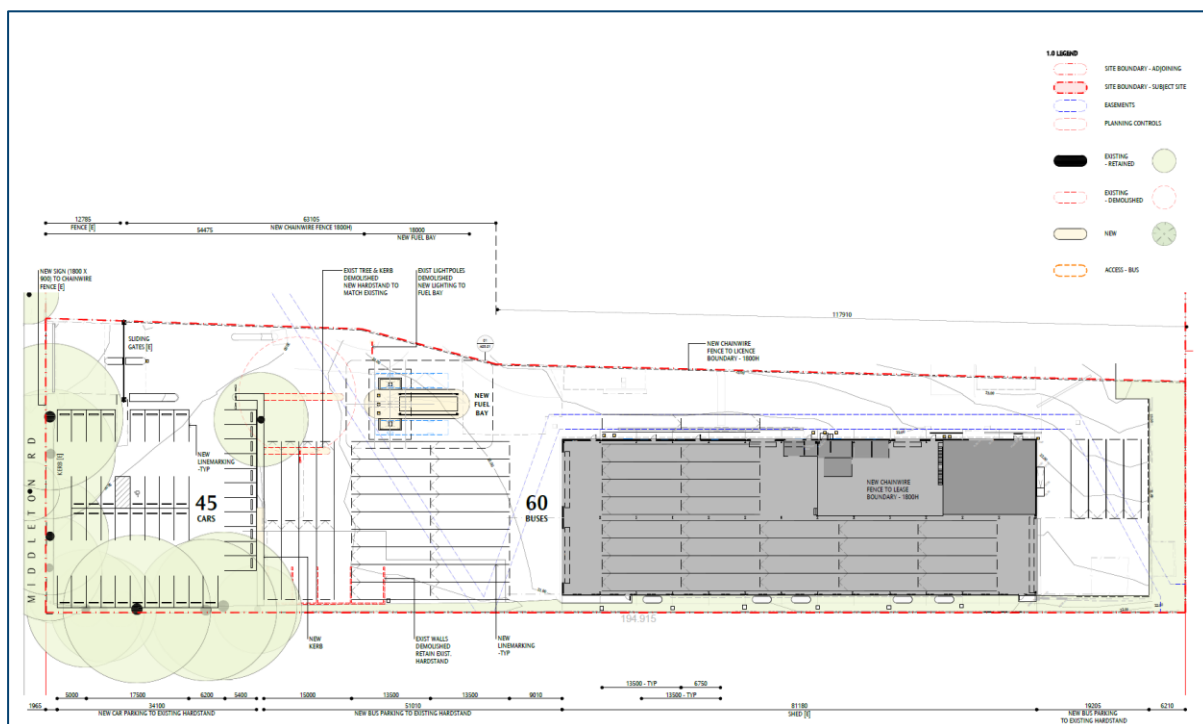 1.0 LEGEND
SITE BOUNDARY - ADJOINING
SITE BOUNDARY - SUBJECT SITE
EASEMENTS
PLANNING CONTROLS
EXISTING
- RETAINED
EXISTING
- DEMOLISHED
NEW
ACCESS - BUS
12785
FENCE [E]
63105
NEW CHAINWIRE FENCE 1800H)
54475
18000
NEW FUEL BAY
NEW SIGN (1800 X
900) TO CHAINWIRE
FENCE [E]
EXIST TREE & KERB
DEMOLISHED
NEW HARDSTAND TO
MATCH EXISTING
EXIST LIGHTPOLES
DEMOLISHED
NEW LIGHTING TO
FUEL BAY
117910
SLIDING
GATES [E]
NEW CHAINWIRE
FENCE TO LICENCE
BOUNDARY - 1800H
NEW
FUEL
BAY
MIDDLETON RD
KERB [E]
NEW
LINEMARKING
-TYP
45
CARS
60
BUSES
NEW CHAINWIRE
FENCE TO LEASE
BOUNDARY - 1800H
194.915
NEW
KERB
EXIST WALLS
DEMOLISHED
RETAIN EXIST.
HARDSTAND
NEW
LINEMARKING
-TYP
13500 - TYP
6750
13500 - TYP
5000
17500
6200
5400
15000
13500
13500
9010
1965
34100
NEW CAR PARKING TO EXISTING HARDSTAND
51010
NEW BUS PARKING TO EXISTING HARDSTAND
81180
SHED [E]
19205
NEW BUS PARKING
TO EXISTING HARDSTAND
6210